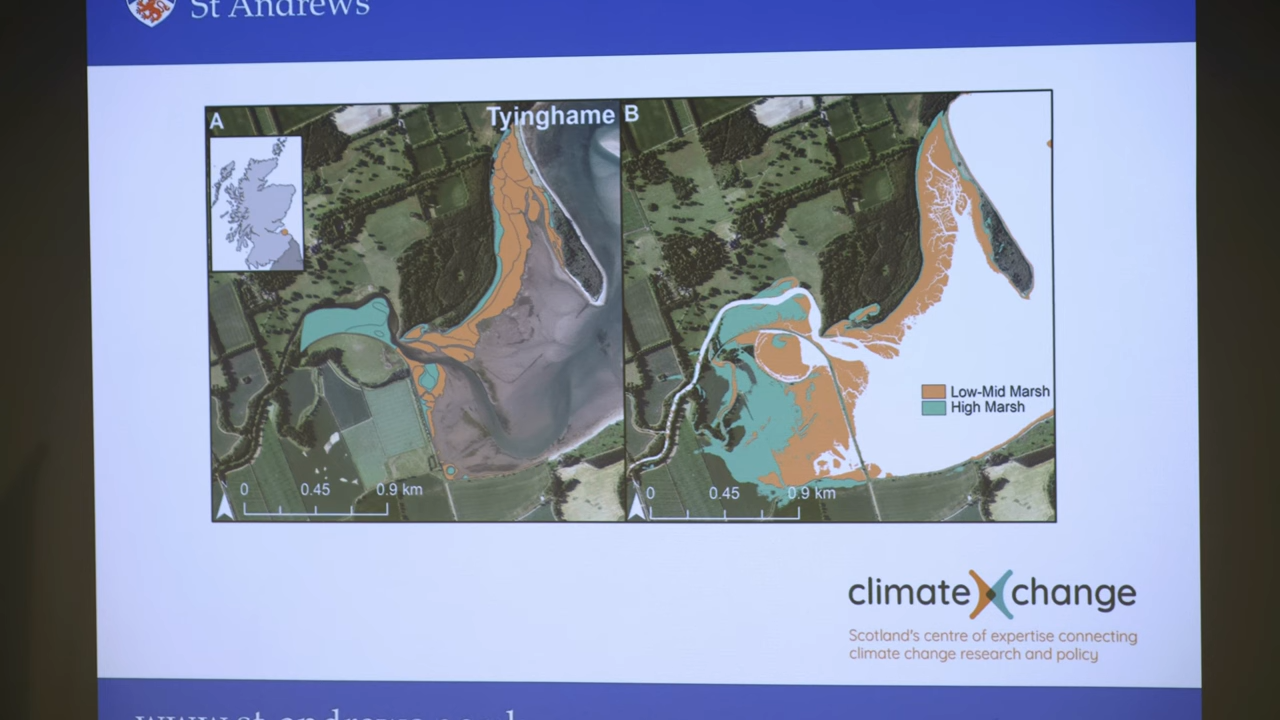 St Andrews
A
Tyinghame
B
Low-Mid Marsh
High Marsh
0 0.45 0.9 km
0 0.45 0.9 km
climate change
Scotland's centre of expertise connecting
climate change research and policy